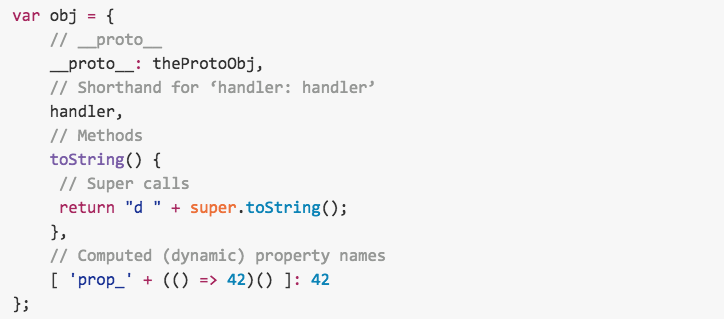 var obj = {
    // __proto__
    __proto__: theProtoObj,
    // Shorthand for ‘handler: handler’
    handler,
    // Methods
    toString() {
     // Super calls
     return "d " + super.toString();
    },
    // Computed (dynamic) property names
    [ 'prop_' + (() => 42)() ]: 42
};